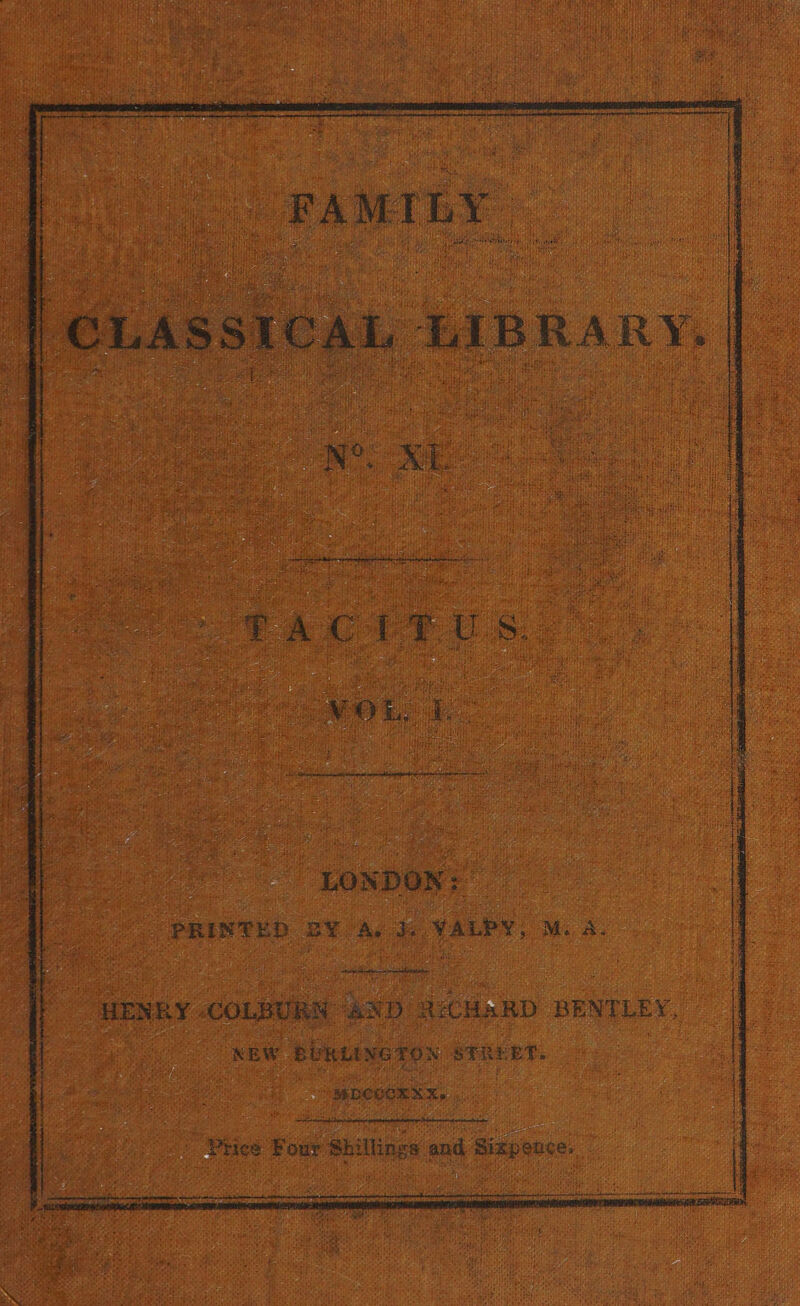 FAMILY
CLASSICAL LIBRARY.
Nº. XI.
TACITUS.
VOL. I.
LONDON:
PRINTED BY A. J. VALPY, M. A.
HENRY COLBURN AND RICHARD BENTLEY,
NEW BURLINGTON STREET.
MDCCCXXX.
Price Four Shillings and Sixpence.